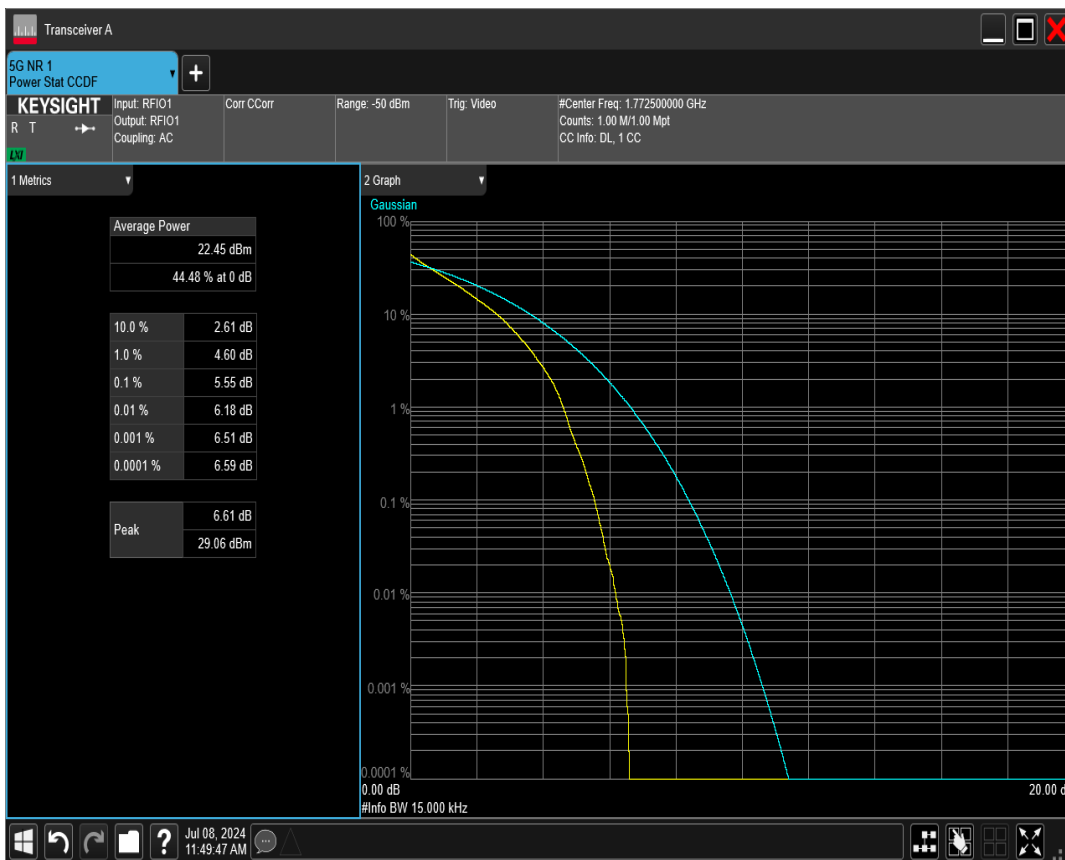 Transceiver A
5G NR 1
Power Stat CCDF
+
KEYSIGHT
R T
LXI
Input: RFIO1
Output: RFIO1
Coupling: AC
Corr CCorr
Range: -50 dBm
Trig: Video
#Center Freq: 1.772500000 GHz
Counts: 1.00 M/1.00 Mpt
CC Info: DL, 1 CC
1 Metrics
Average Power
22.45 dBm
44.48 % at 0 dB
10.0 % 2.61 dB
1.0 % 4.60 dB
0.1 % 5.55 dB
0.01 % 6.18 dB
0.001 % 6.51 dB
0.0001 % 6.59 dB
Peak
6.61 dB
29.06 dBm
2 Graph
Gaussian
100 %
10 %
1 %
0.1 %
0.01 %
0.001 %
0.0001 %
0.00 dB 20.00 d
#Info BW 15.000 kHz
?
Jul 08, 2024
11:49:47 AM